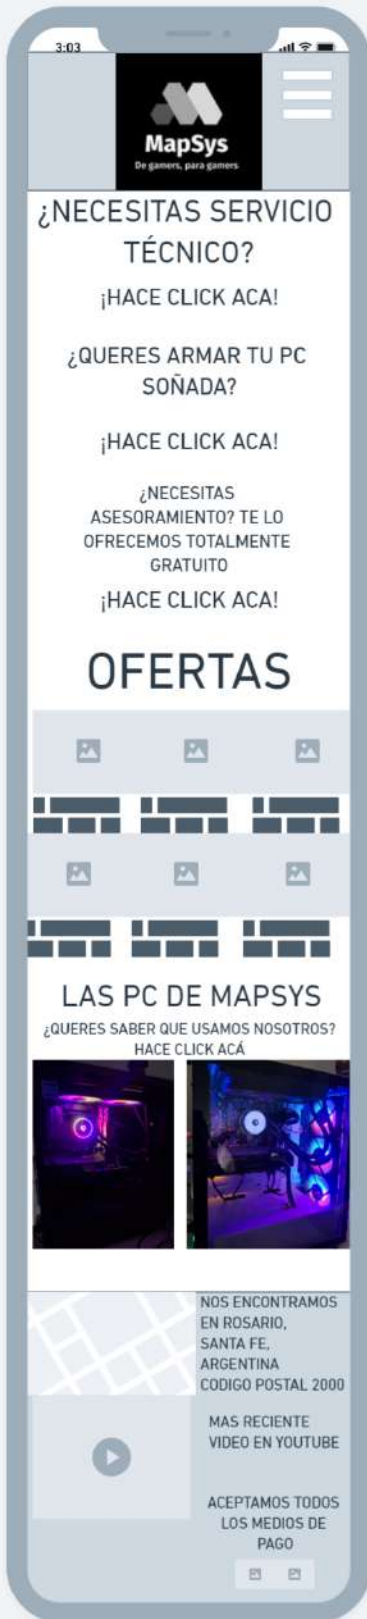 3:03
MapSys
De gamers, para gamers
¿NECESITAS SERVICIO
TÉCNICO?
¡HACE CLICK ACA!
¿QUERES ARMAR TU PC
SOÑADA?
¡HACE CLICK ACA!
¿NECESITAS
ASESORAMIENTO? TE LO
OFRECEMOS TOTALMENTE
GRATUITO
¡HACE CLICK ACA!
OFERTAS
LAS PC DE MAPSYS
¿QUERES SABER QUE USAMOS NOSOTROS?
HACE CLICK ACÁ
NOS ENCONTRAMOS
EN ROSARIO,
SANTA FE,
ARGENTINA
CODIGO POSTAL 2000
MAS RECIENTE
VIDEO EN YOUTUBE
ACEPTAMOS TODOS
LOS MEDIOS DE
PAGO